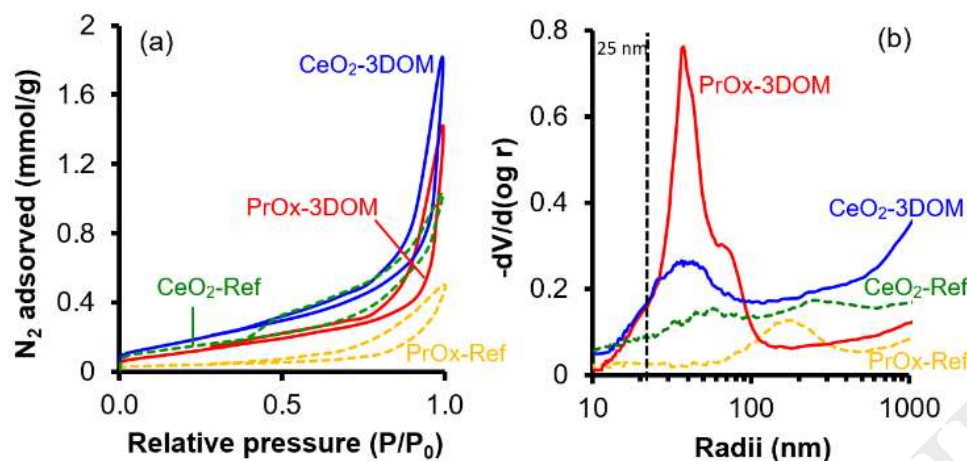 (a)
N2 adsorved (mmol/g)
2
1.6
1.2
0.8
0.4
0
0.0
0.5
1.0
Relative pressure (P/P0)
CeO2-3DOM
PrOx-3DOM
CeO2-Ref
PrOx-Ref
(b)
-dV/d(og r)
0.8
0.6
0.4
0.2
0
10
100
1000
Radii (nm)
25 nm
PrOx-3DOM
CeO2-3DOM
CeO2-Ref
PrOx-Ref